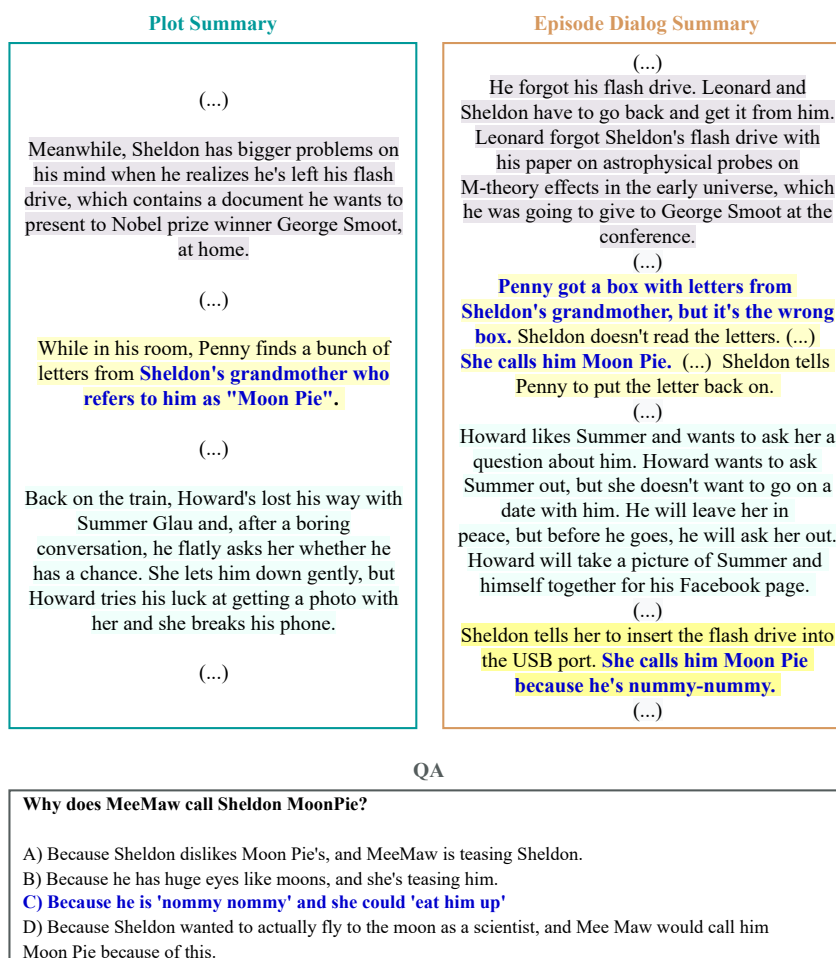 Plot Summary
(...)
Meanwhile, Sheldon has bigger problems on
his mind when he realizes he's left his flash
drive, which contains a document he wants to
present to Nobel prize winner George Smoot,
at home.
(...)
While in his room, Penny finds a bunch of
letters from Sheldon's grandmother who
refers to him as "Moon Pie".
(...)
Back on the train, Howard's lost his way with
Summer Glau and, after a boring
conversation, he flatly asks her whether he
has a chance. She lets him down gently, but
Howard tries his luck at getting a photo with
her and she breaks his phone.
(...)
Episode Dialog Summary
(...)
He forgot his flash drive. Leonard and
Sheldon have to go back and get it from him.
Leonard forgot Sheldon's flash drive with
his paper on astrophysical probes on
M-theory effects in the early universe, which
he was going to give to George Smoot at the
conference.
(...)
Penny got a box with letters from
Sheldon's grandmother, but it's the wrong
box. Sheldon doesn't read the letters. (...)
She calls him Moon Pie. (...) Sheldon tells
Penny to put the letter back on.
(...)
Howard likes Summer and wants to ask her a
question about him. Howard wants to ask
Summer out, but she doesn't want to go on a
date with him. He will leave her in
peace, but before he goes, he will ask her out.
Howard will take a picture of Summer and
himself together for his Facebook page.
(...)
Sheldon tells her to insert the flash drive into
the USB port. She calls him Moon Pie
because he's nummy-nummy.
(...)
QA
Why does MeeMaw call Sheldon MoonPie?
A) Because Sheldon dislikes Moon Pie's, and MeeMaw is teasing Sheldon.
B) Because he has huge eyes like moons, and she's teasing him.
C) Because he is 'nommy nommy' and she could 'eat him up'
D) Because Sheldon wanted to actually fly to the moon as a scientist, and Mee Maw would call him
Moon Pie because of this.